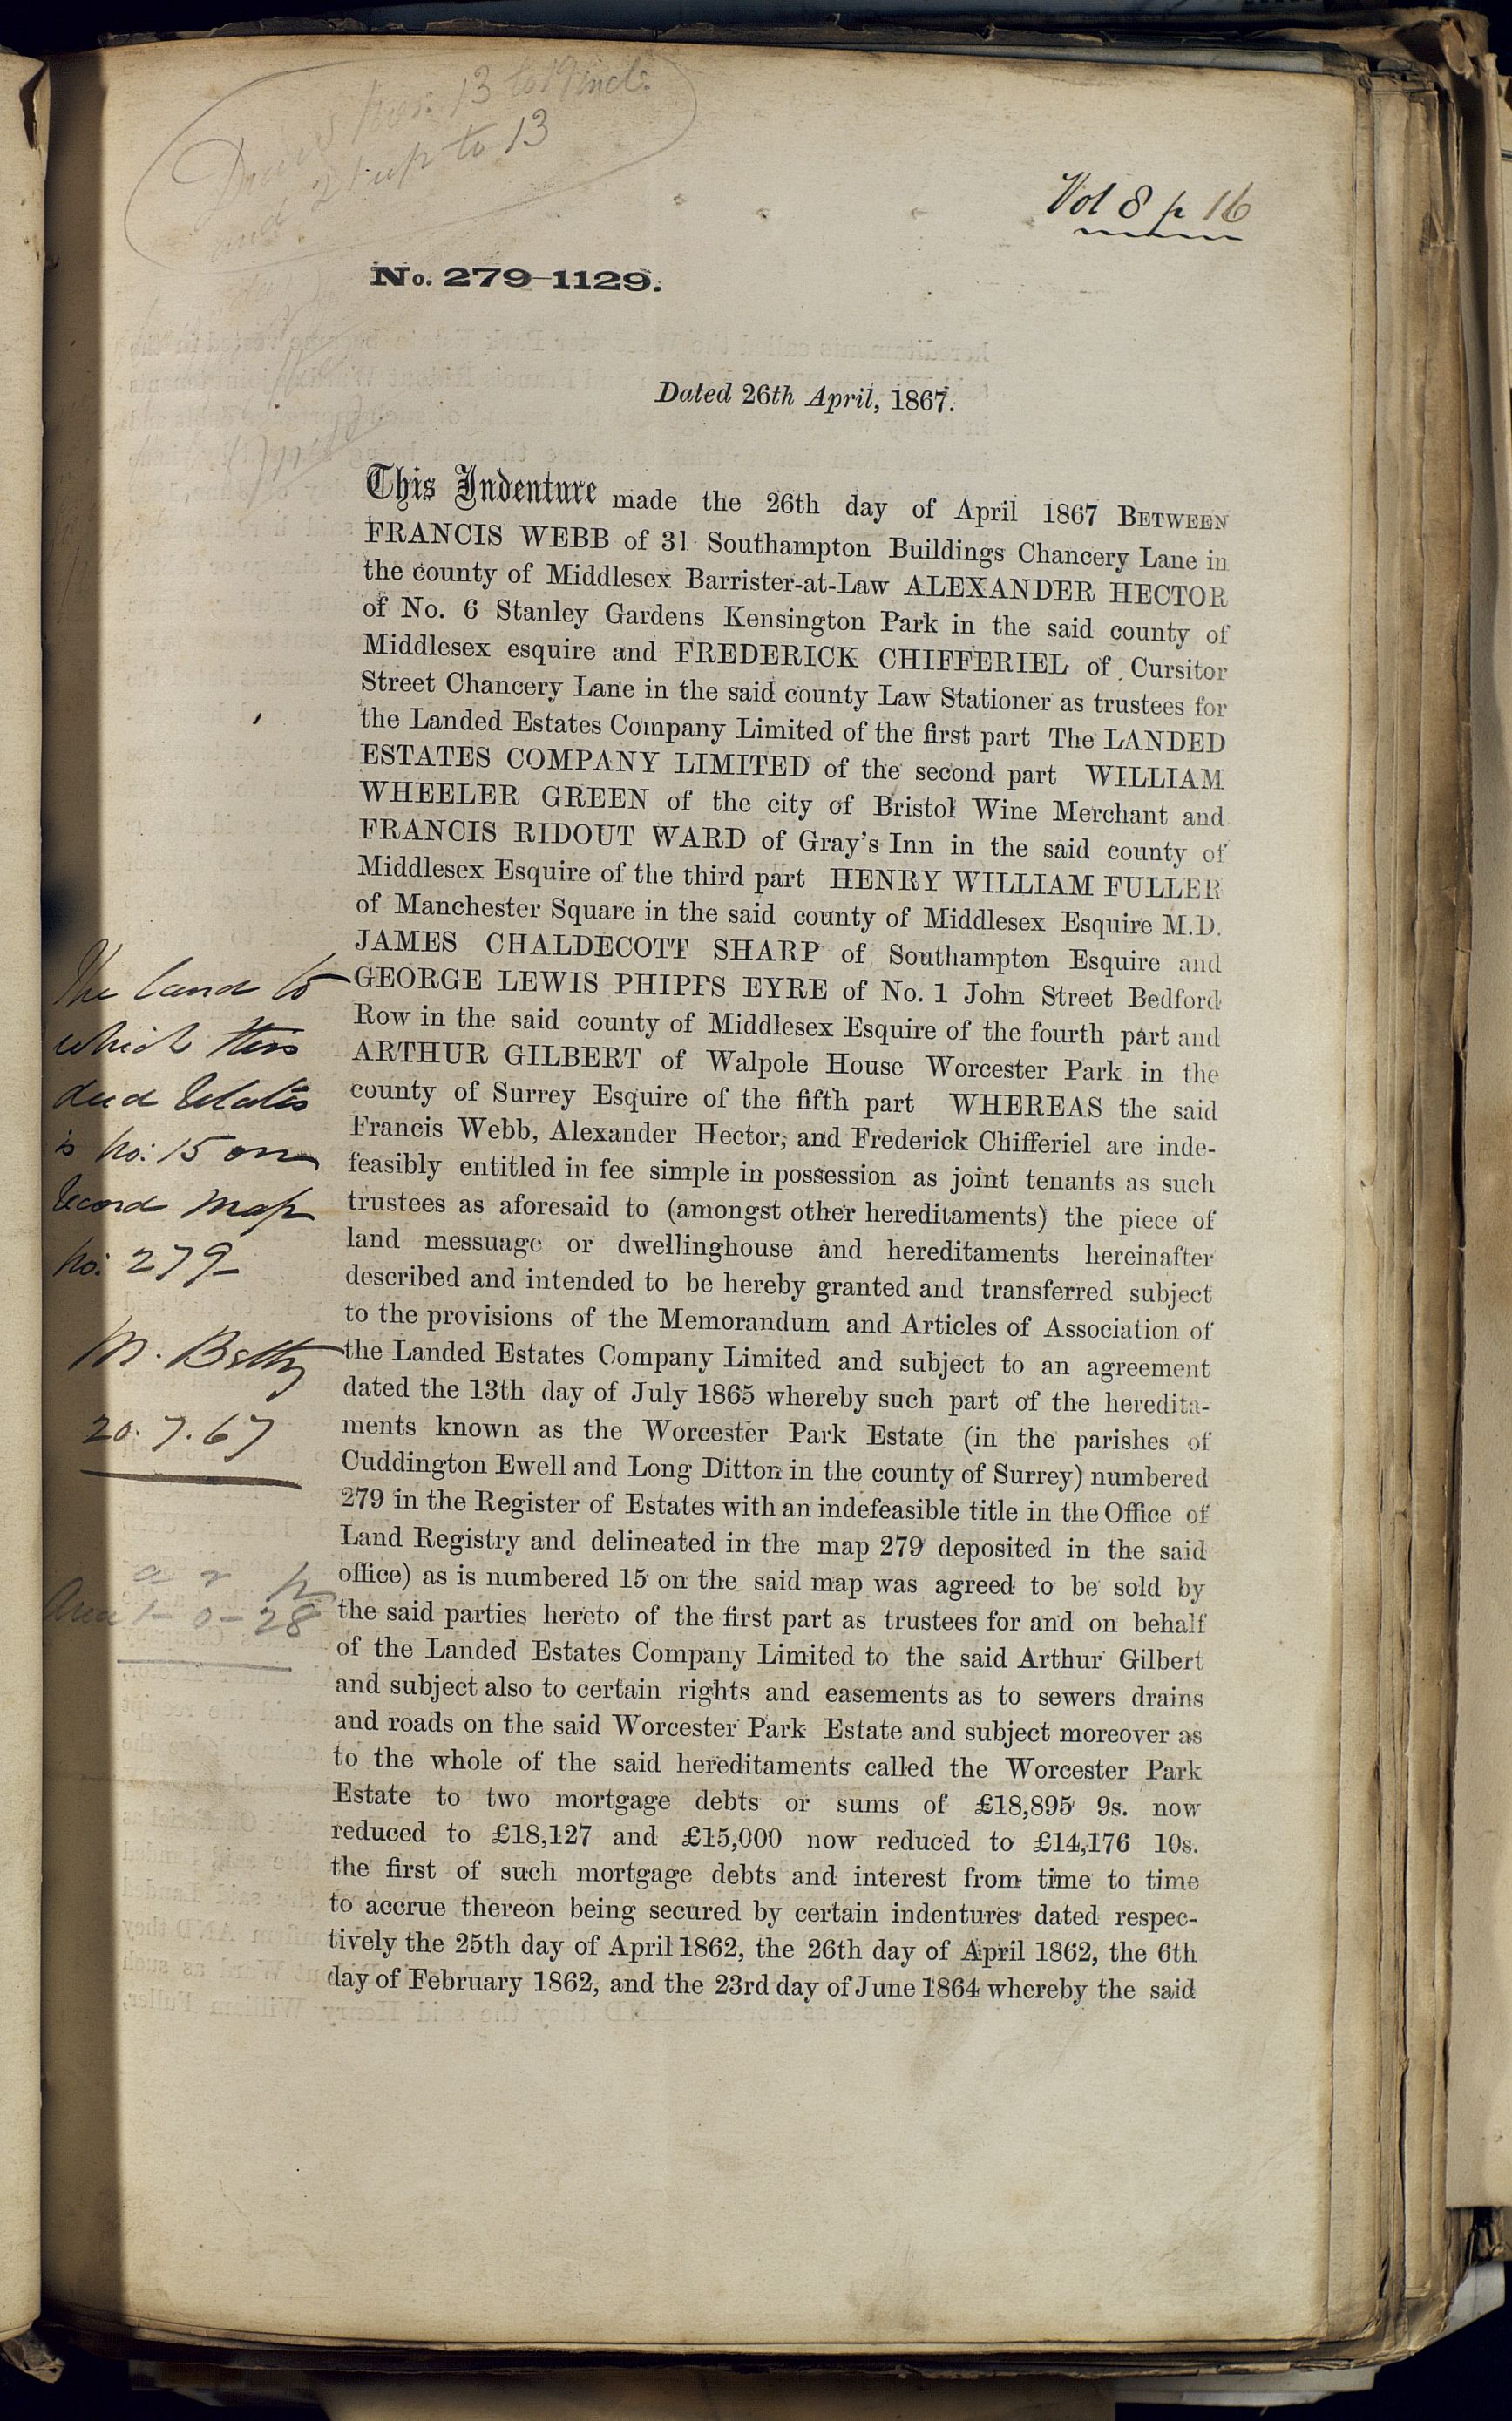 nos. 13 to 19 incl.
and 21 up to 13
Vol 8 p 16
No. 279-1129.
Dated 26th April, 1867.
This Indenture made the 26th day of April 1867 BETWEEN
FRANCIS WEBB of 31 Southampton Buildings Chancery Lane in
the county of Middlesex Barrister-at-Law ALEXANDER HECTOR
of No. 6 Stanley Gardens Kensington Park in the said county of
Middlesex esquire and FREDERICK CHIFFERIEL of Cursitor
Street Chancery Lane in the said county Law Stationer as trustees for
the Landed Estates Company Limited of the first part The LANDED
ESTATES COMPANY LIMITED of the second part WILLIAM
WHEELER GREEN of the city of Bristol Wine Merchant and
FRANCIS RIDOUT WARD of Gray's Inn in the said county of
Middlesex Esquire of the third part HENRY WILLIAM FULLER
of Manchester Square in the said county of Middlesex Esquire M.D.
JAMES CHALDECOTT SHARP of Southampton Esquire and
GEORGE LEWIS PHIPPS EYRE of No. 1 John Street Bedford
Row in the said county of Middlesex Esquire of the fourth part and
ARTHUR GILBERT of Walpole House Worcester Park in the
county of Surrey Esquire of the fifth part WHEREAS the said
Francis Webb, Alexander Hector, and Frederick Chifferiel are inde-
feasibly entitled in fee simple in possession as joint tenants as such
trustees as aforesaid to (amongst other hereditaments) the piece of
land messuage or dwellinghouse and hereditaments hereinafter
described and intended to be hereby granted and transferred subject
to the provisions of the Memorandum and Articles of Association of
the Landed Estates Company Limited and subject to an agreement
dated the 13th day of July 1865 whereby such part of the heredita-
ments known as the Worcester Park Estate (in the parishes of
Cuddington Ewell and Long Ditton in the county of Surrey) numbered
279 in the Register of Estates with an indefeasible title in the Office of
Land Registry and delineated in the map 279 deposited in the said
office) as is numbered 15 on the said map was agreed to be sold by
the said parties hereto of the first part as trustees for and on behalf
of the Landed Estates Company Limited to the said Arthur Gilbert
and subject also to certain rights and easements as to sewers drains
and roads on the said Worcester Park Estate and subject moreover as
to the whole of the said hereditaments called the Worcester Park
Estate to two mortgage debts or sums of £18,895 9s. now
reduced to £18,127 and £15,000 now reduced to £14,176 10s.
the first of such mortgage debts and interest from time to time
to accrue thereon being secured by certain indentures dated respec-
tively the 25th day of April 1862, the 26th day of April 1862, the 6th
day of February 1862, and the 23rd day of June 1864 whereby the said
The land to
which this
deed relates
is No: 15 on
record map
No: 279
M. Betty
20.7.67
a r p
Area 1-0-28